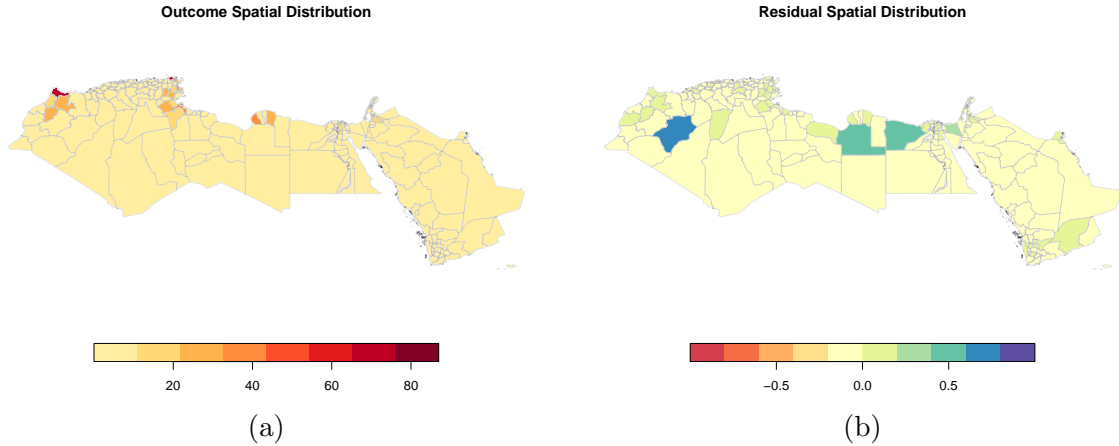 Outcome Spatial Distribution
Residual Spatial Distribution
20 40 60 80
−0.5 0.0 0.5
(a)
(b)